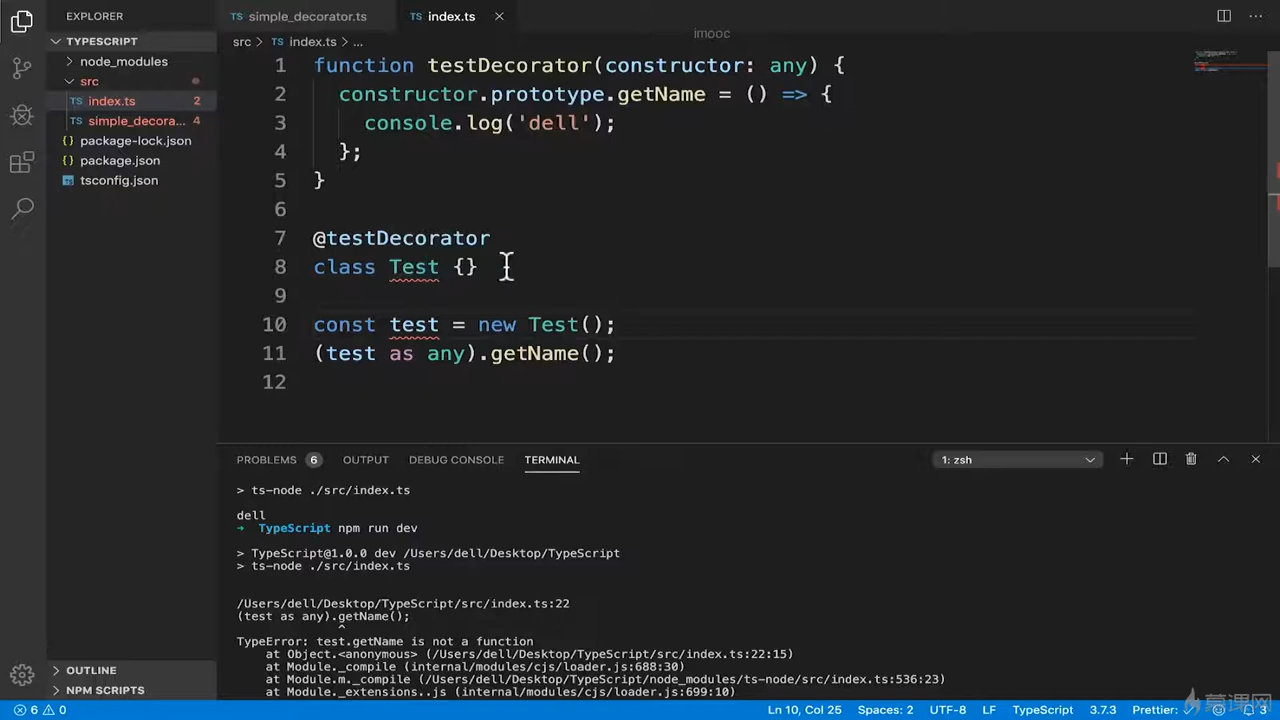 EXPLORER
TS simple_decorator.ts
TS index.ts
TYPESCRIPT
src > TS index.ts > ...
imooc
node_modules
src
TS index.ts 2
TS simple_decora... 4
{} package-lock.json
{} package.json
tsconfig.json
1 function testDecorator(constructor: any) {
2 constructor.prototype.getName = () => {
3 console.log('dell');
4 };
5 }
6
7 @testDecorator
8 class Test {}
9
10 const test = new Test();
11 (test as any).getName();
12
PROBLEMS 6 OUTPUT DEBUG CONSOLE TERMINAL 1: zsh
> ts-node ./src/index.ts
dell
→ TypeScript npm run dev
> TypeScript@1.0.0 dev /Users/dell/Desktop/TypeScript
> ts-node ./src/index.ts
/Users/dell/Desktop/TypeScript/src/index.ts:22
(test as any).getName();
^
TypeError: test.getName is not a function
at Object.<anonymous> (/Users/dell/Desktop/TypeScript/src/index.ts:22:15)
at Module._compile (internal/modules/cjs/loader.js:688:30)
at Module.m._compile (/Users/dell/Desktop/TypeScript/node_modules/ts-node/src/index.ts:536:23)
at Module._extensions..js (internal/modules/cjs/loader.js:699:10)
OUTLINE
NPM SCRIPTS
6 0 Ln 10, Col 25 Spaces: 2 UTF-8 LF TypeScript 3.7.3 Prettier: ✓ 3
慕课网